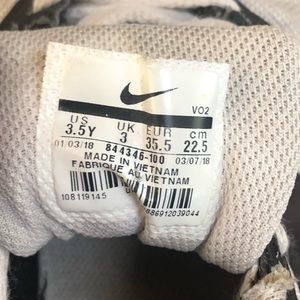 VO2
US UK EUR cm
3.5Y 3 35.5 22.5
01/03/18 844346-100 03/07/18
MADE IN VIETNAM
FABRIQUE AU VIETNAM
108119145